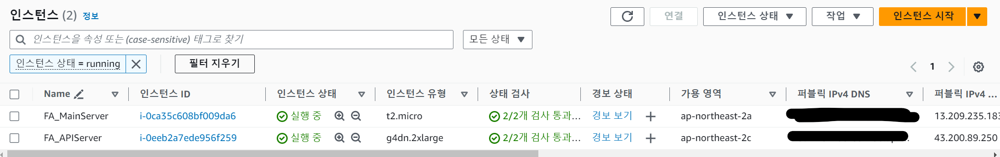 인스턴스 (2) 정보
연결
인스턴스 상태
작업
인스턴스 시작
인스턴스을 속성 또는 (case-sensitive) 태그로 찾기
모든 상태
인스턴스 상태 = running
필터 지우기
1
Name 인스턴스 ID 인스턴스 상태 인스턴스 유형 상태 검사 경보 상태 가용 영역 퍼블릭 IPv4 DNS 퍼블릭 IPv4 ...
FA_MainServer i-0ca35c608bf009da6 실행 중 t2.micro 2/2개 검사 통과... 경보 보기 ap-northeast-2a 13.209.235.183
FA_APIServer i-0eeb2a7ede956f259 실행 중 g4dn.2xlarge 2/2개 검사 통과... 경보 보기 ap-northeast-2c 43.200.89.250